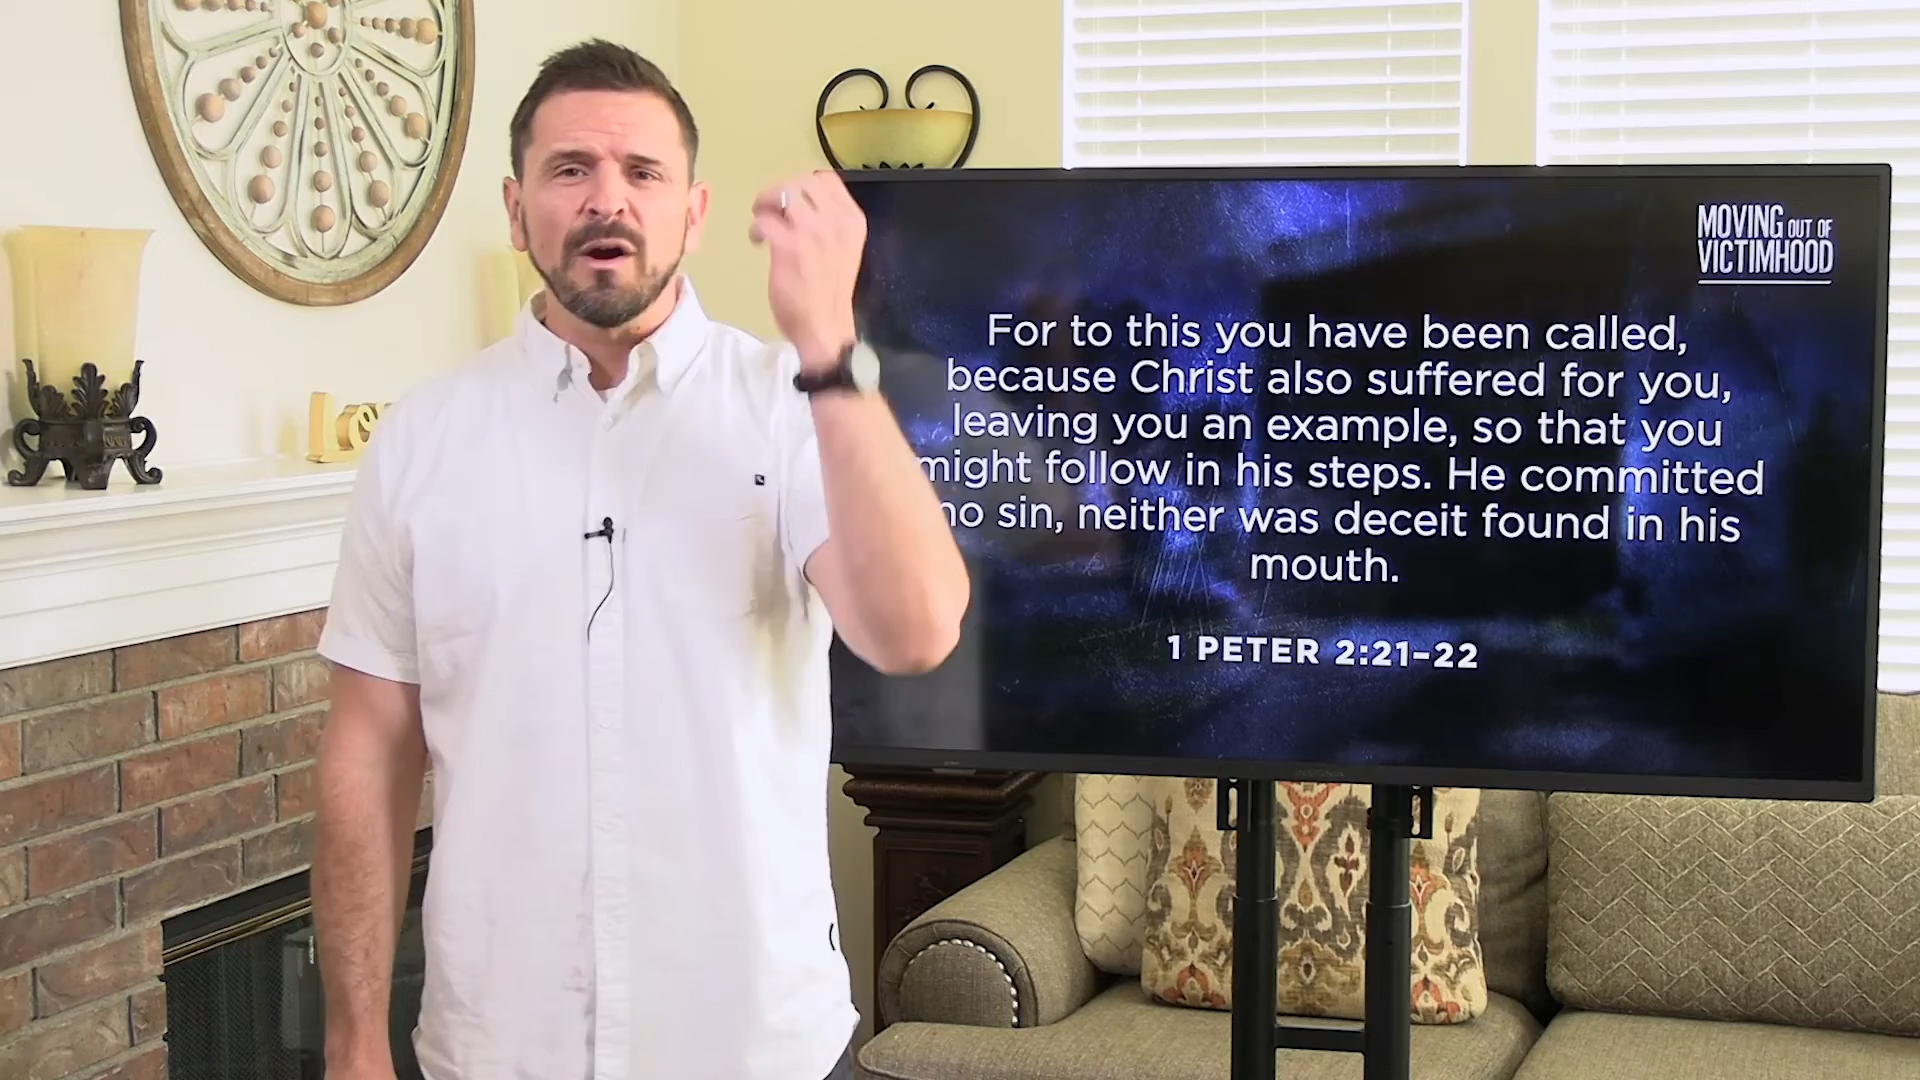 MOVING OUT OF
VICTIMHOOD
For to this you have been called,
because Christ also suffered for you,
leaving you an example, so that you
might follow in his steps. He committed
no sin, neither was deceit found in his
mouth.
1 PETER 2:21-22